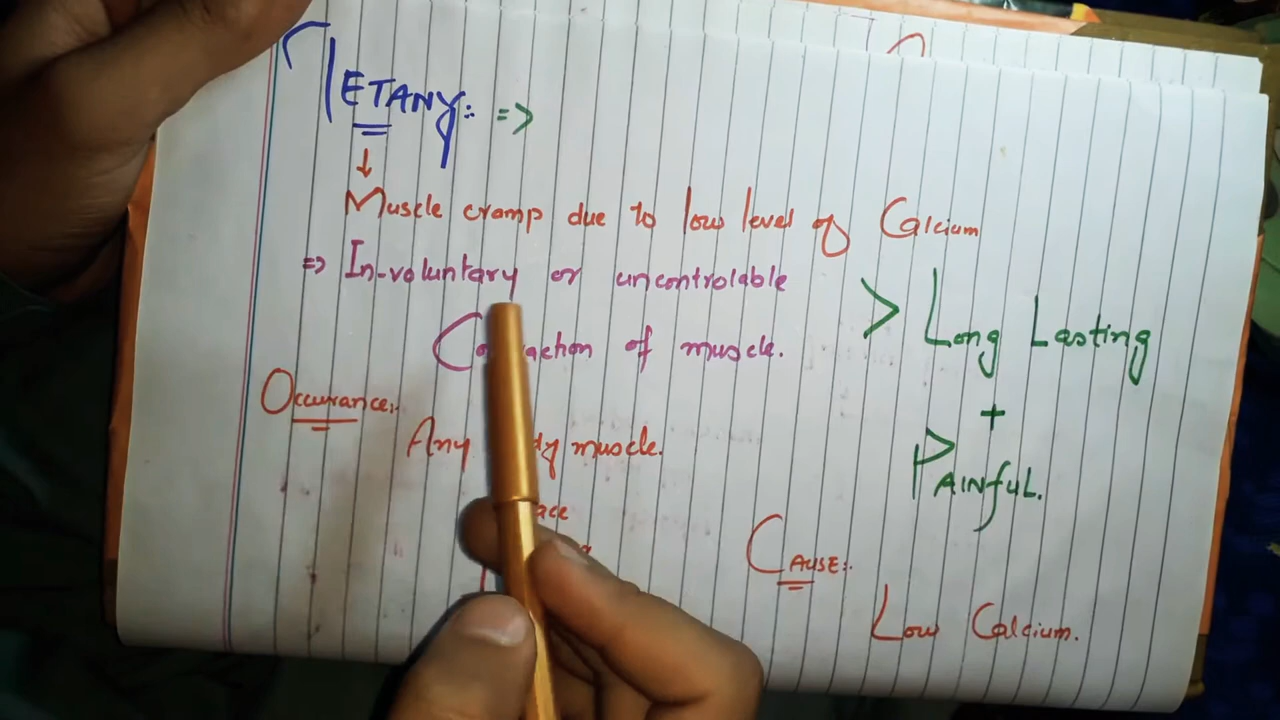 TETANY:- =>
↓
Muscle cramp due to low level of Calcium
=> In-voluntary or uncontrolable
of muscle.
> Long Lasting
+
PAINfUL.
Occurance:-
Any muscle.
CAUSE:-
Low Calcium.